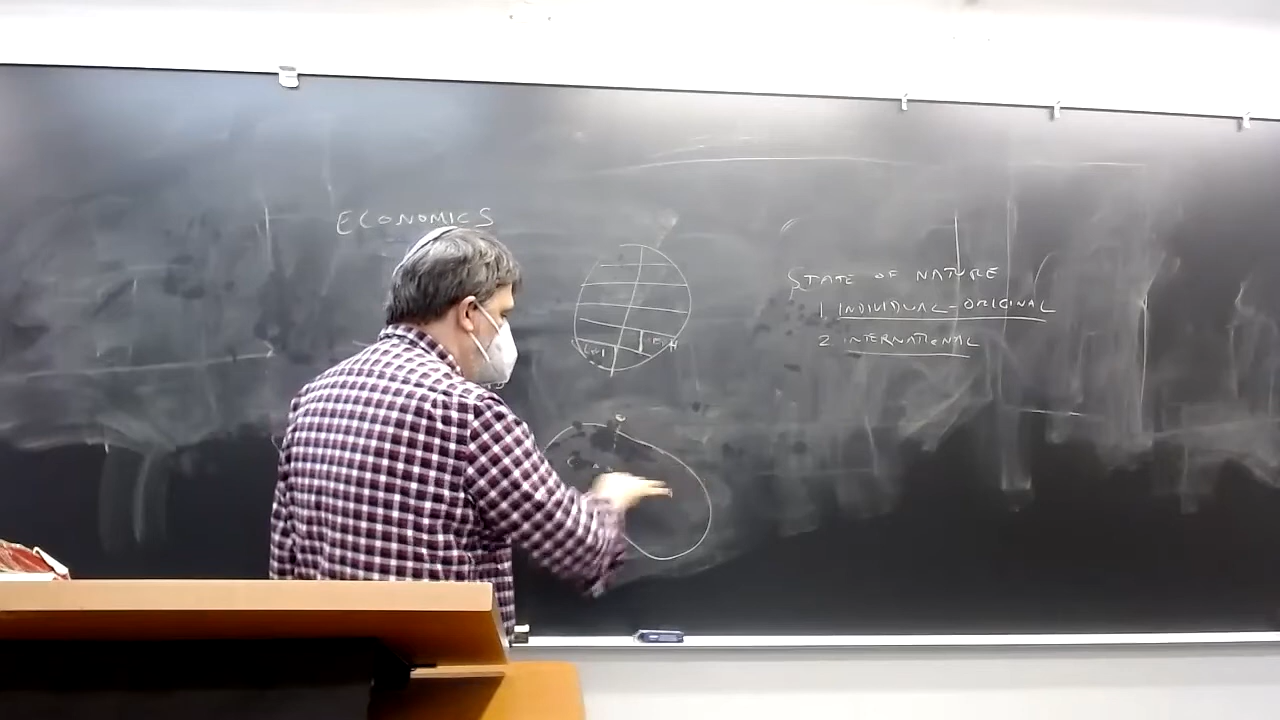 ECONOMICS
STATE OF NATURE
1 INDIVIDUAL-ORIGINAL
2 INTERNATIONAL